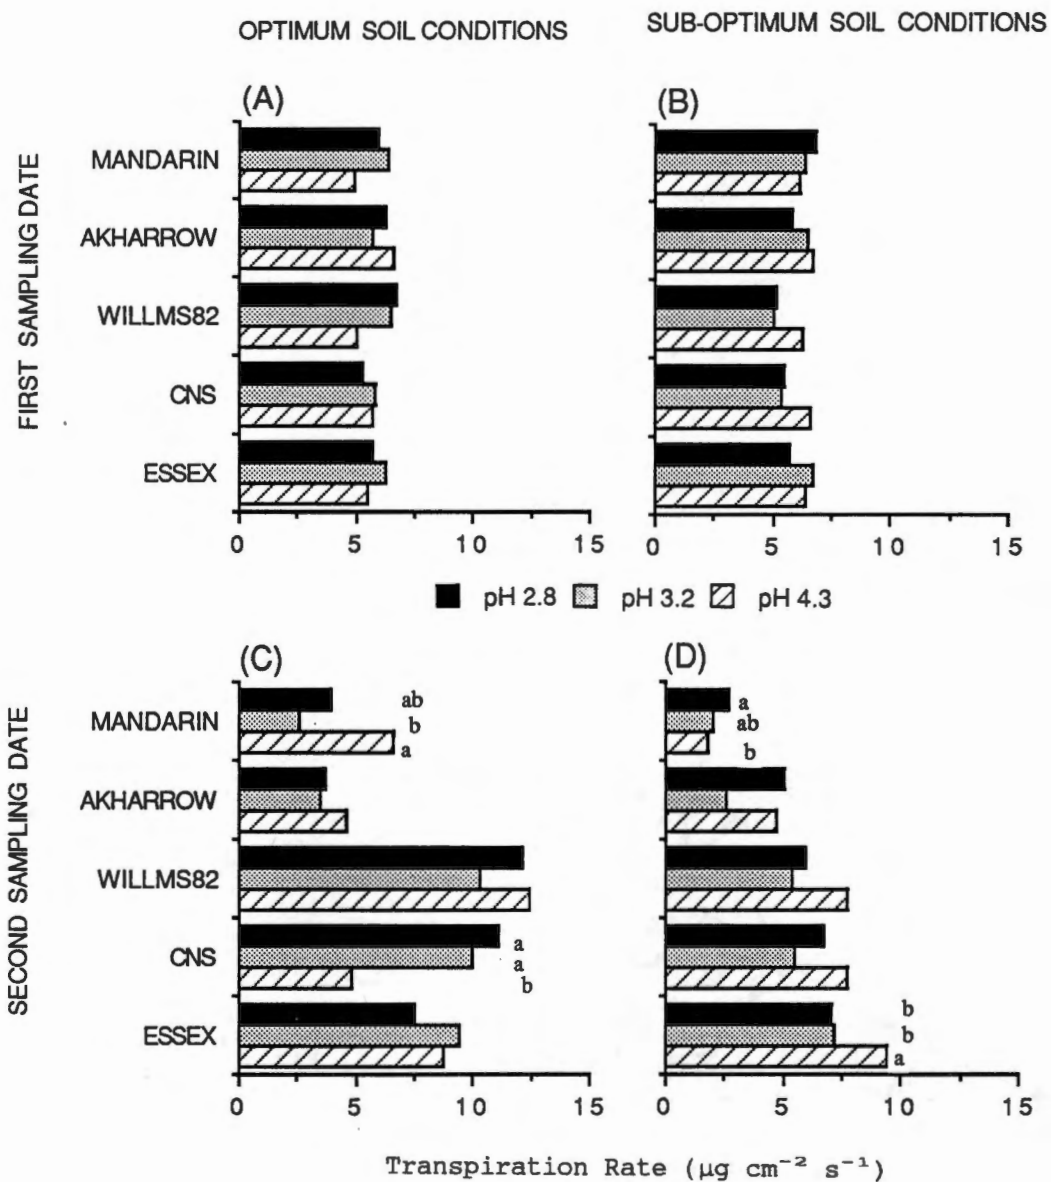 OPTIMUM SOIL CONDITIONS
SUB-OPTIMUM SOIL CONDITIONS
FIRST SAMPLING DATE
(A)
MANDARIN
AKHARROW
WILLMS82
CNS
ESSEX
0 5 10 15
(B)
0 5 10 15
pH 2.8 pH 3.2 pH 4.3
SECOND SAMPLING DATE
(C)
MANDARIN
ab
b
a
AKHARROW
WILLMS82
CNS
a
a
b
ESSEX
0 5 10 15
(D)
a
ab
b
b
b
a
0 5 10 15
Transpiration Rate (µg cm⁻² s⁻¹)